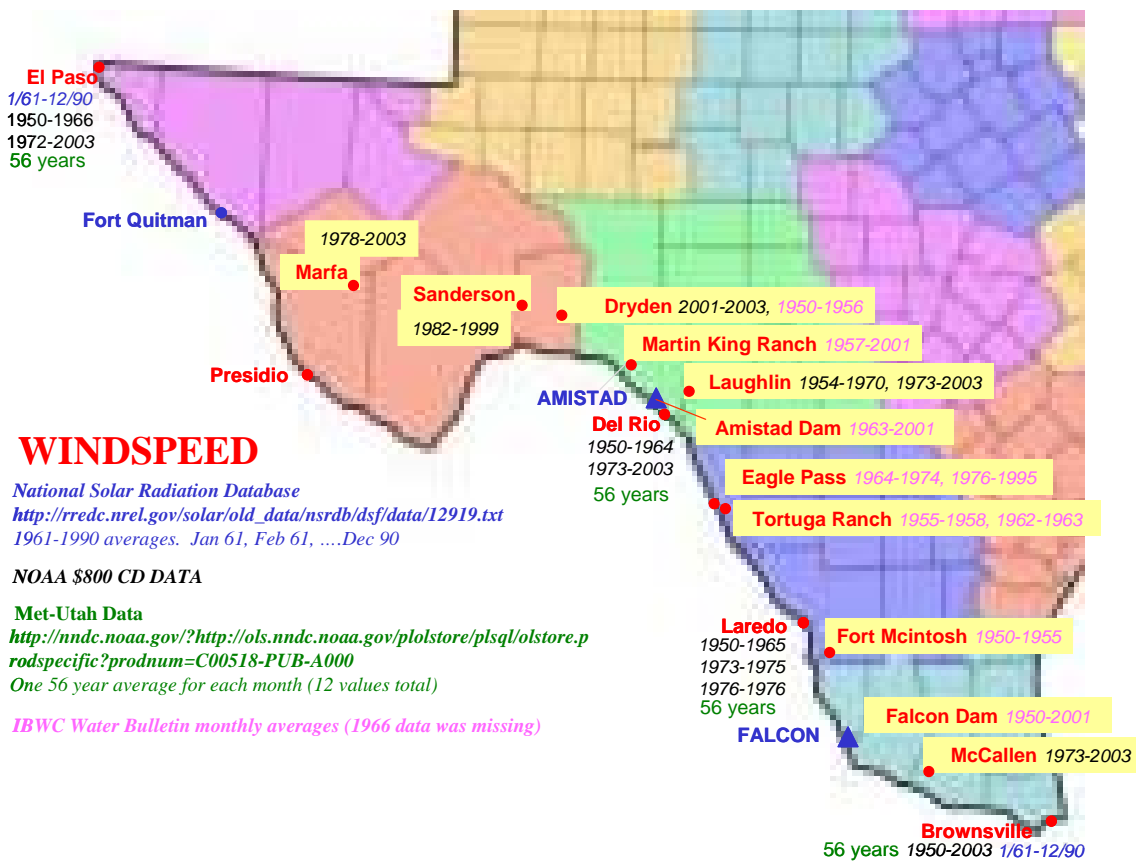 El Paso
1/61-12/90
1950-1966
1972-2003
56 years
Fort Quitman
1978-2003
Marfa
Sanderson
1982-1999
Dryden 2001-2003, 1950-1956
Martin King Ranch 1957-2001
Presidio
AMISTAD
Laughlin 1954-1970, 1973-2003
Del Rio
1950-1964
1973-2003
56 years
Amistad Dam 1963-2001
Eagle Pass 1964-1974, 1976-1995
Tortuga Ranch 1955-1958, 1962-1963
WINDSPEED
National Solar Radiation Database
http://rredc.nrel.gov/solar/old_data/nsrdb/dsf/data/12919.txt
1961-1990 averages. Jan 61, Feb 61, ....Dec 90
NOAA $800 CD DATA
Met-Utah Data
http://nndc.noaa.gov/?http://ols.nndc.noaa.gov/plolstore/plsql/olstore.p
rodspecific?prodnum=C00518-PUB-A000
One 56 year average for each month (12 values total)
IBWC Water Bulletin monthly averages (1966 data was missing)
Laredo
1950-1965
1973-1975
1976-1976
56 years
Fort Mcintosh 1950-1955
FALCON
Falcon Dam 1950-2001
McCallen 1973-2003
Brownsville
56 years 1950-2003 1/61-12/90